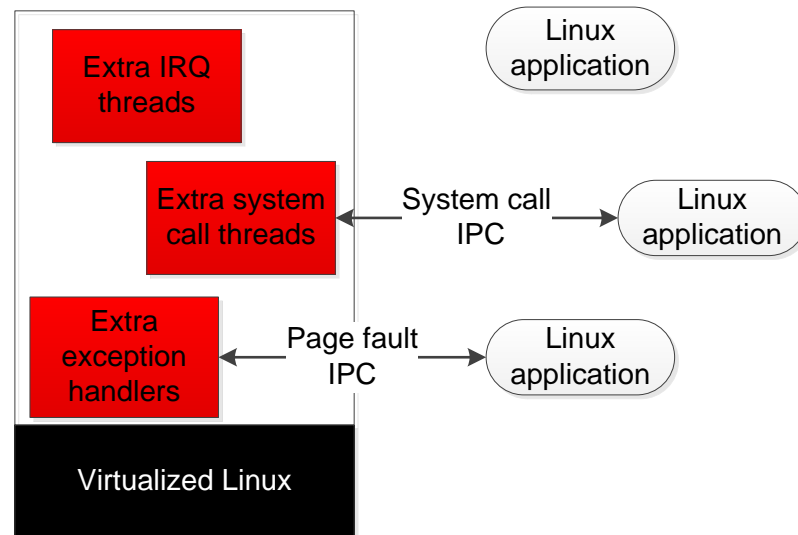 Linux
application
Extra IRQ
threads
Extra system
call threads
System call
IPC
Linux
application
Extra
exception
handlers
Page fault
IPC
Linux
application
Virtualized Linux